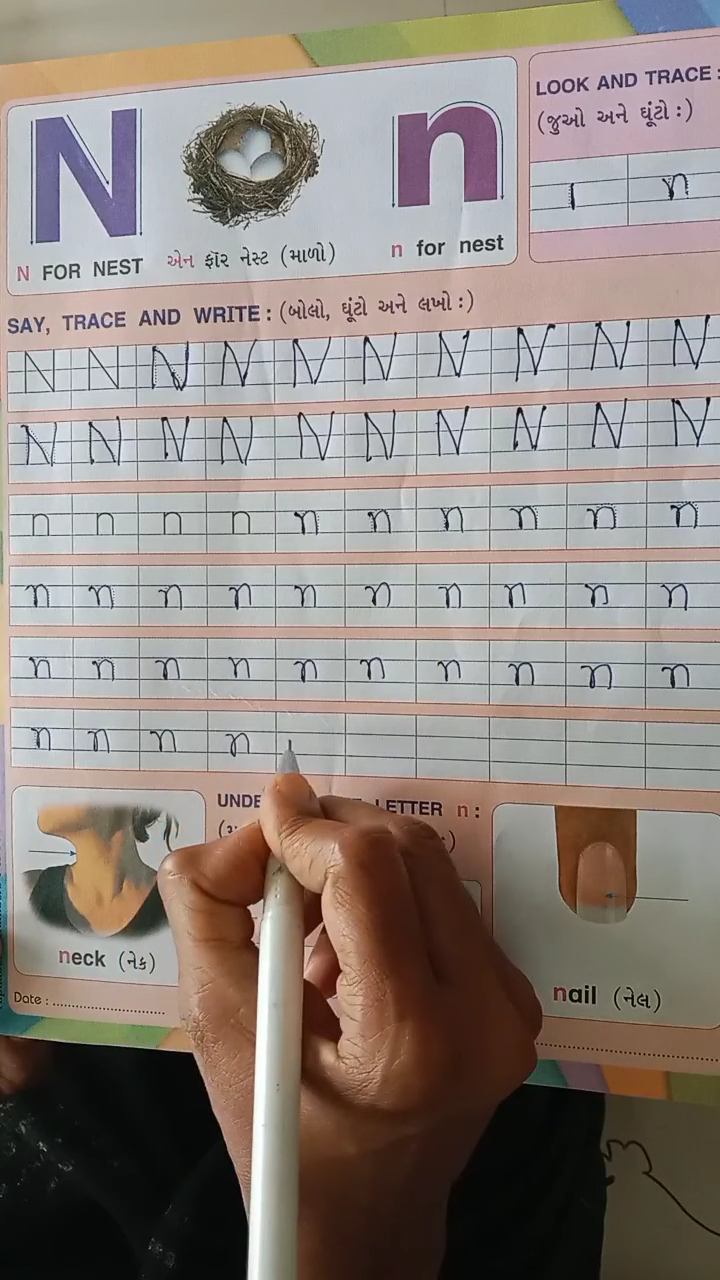 N n
N FOR NEST એન ફૉર નેસ્ટ (માળો) n for nest
LOOK AND TRACE :
(જુઓ અને ઘૂંટો :)
ı n
SAY, TRACE AND WRITE : (બોલો, ઘૂંટો અને લખો :)
N N N N N N N N N N
N N N N N N N N N N
n n n n n n n n n n
n n n n n n n n n n
n n n n n n n n n n
n n n n
LETTER n :
neck (નેક)
nail (નેલ)
Date :